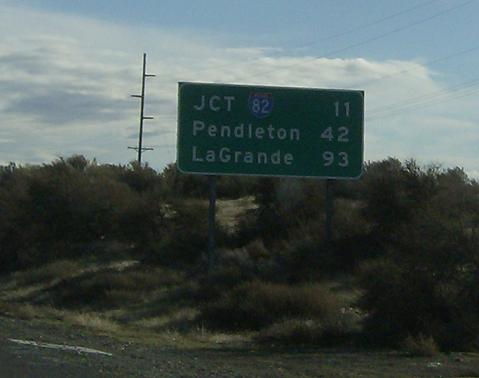 JCT 82 11
Pendleton 42
LaGrande 93